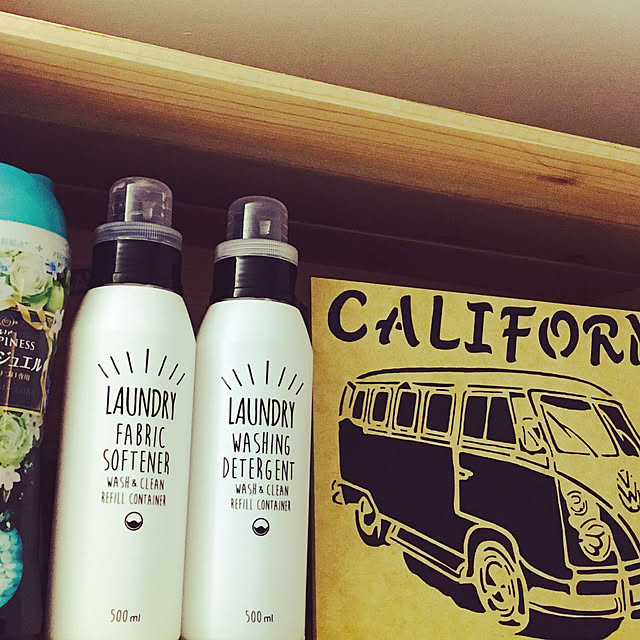 PINESS
ジュエル
LAUNDRY
FABRIC
SOFTENER
WASH & CLEAN
REFILL CONTAINER
500ml
LAUNDRY
WASHING
DETERGENT
WASH & CLEAN
REFILL CONTAINER
500ml
CALIFORN